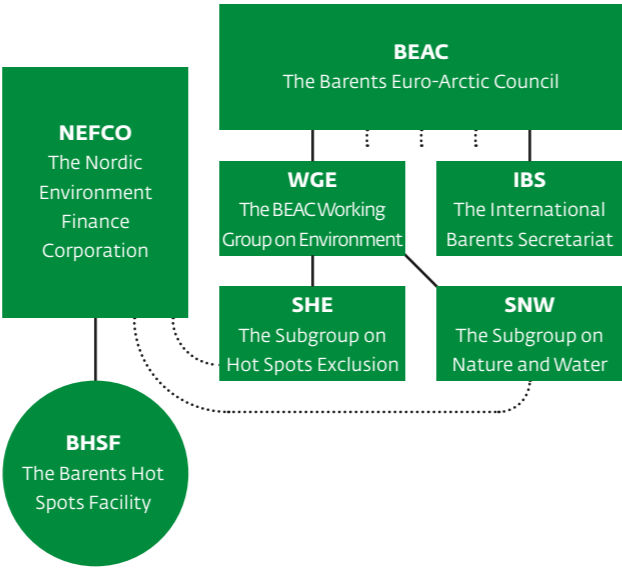 BEAC
The Barents Euro-Arctic Council
NEFCO
The Nordic
Environment
Finance
Corporation
WGE
The BEAC Working
Group on Environment
IBS
The International
Barents Secretariat
SHE
The Subgroup on
Hot Spots Exclusion
SNW
The Subgroup on
Nature and Water
BHSF
The Barents Hot
Spots Facility